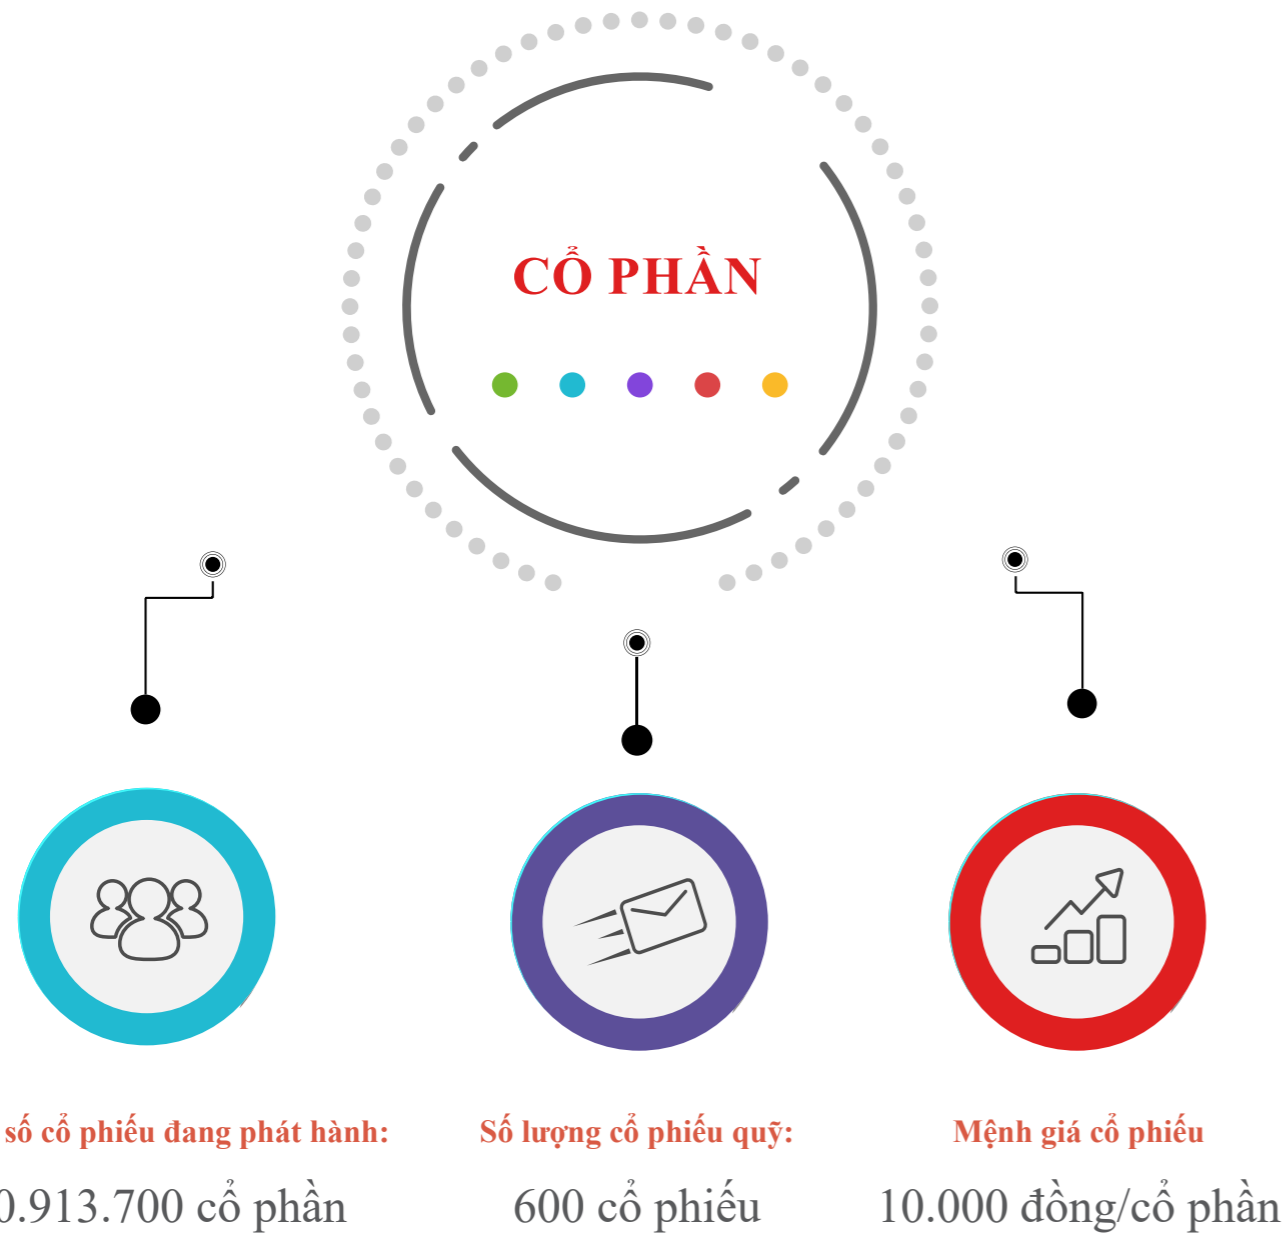 CỔ PHẦN
số cổ phiếu đang phát hành:
0.913.700 cổ phần
Số lượng cổ phiếu quỹ:
600 cổ phiếu
Mệnh giá cổ phiếu
10.000 đồng/cổ phần